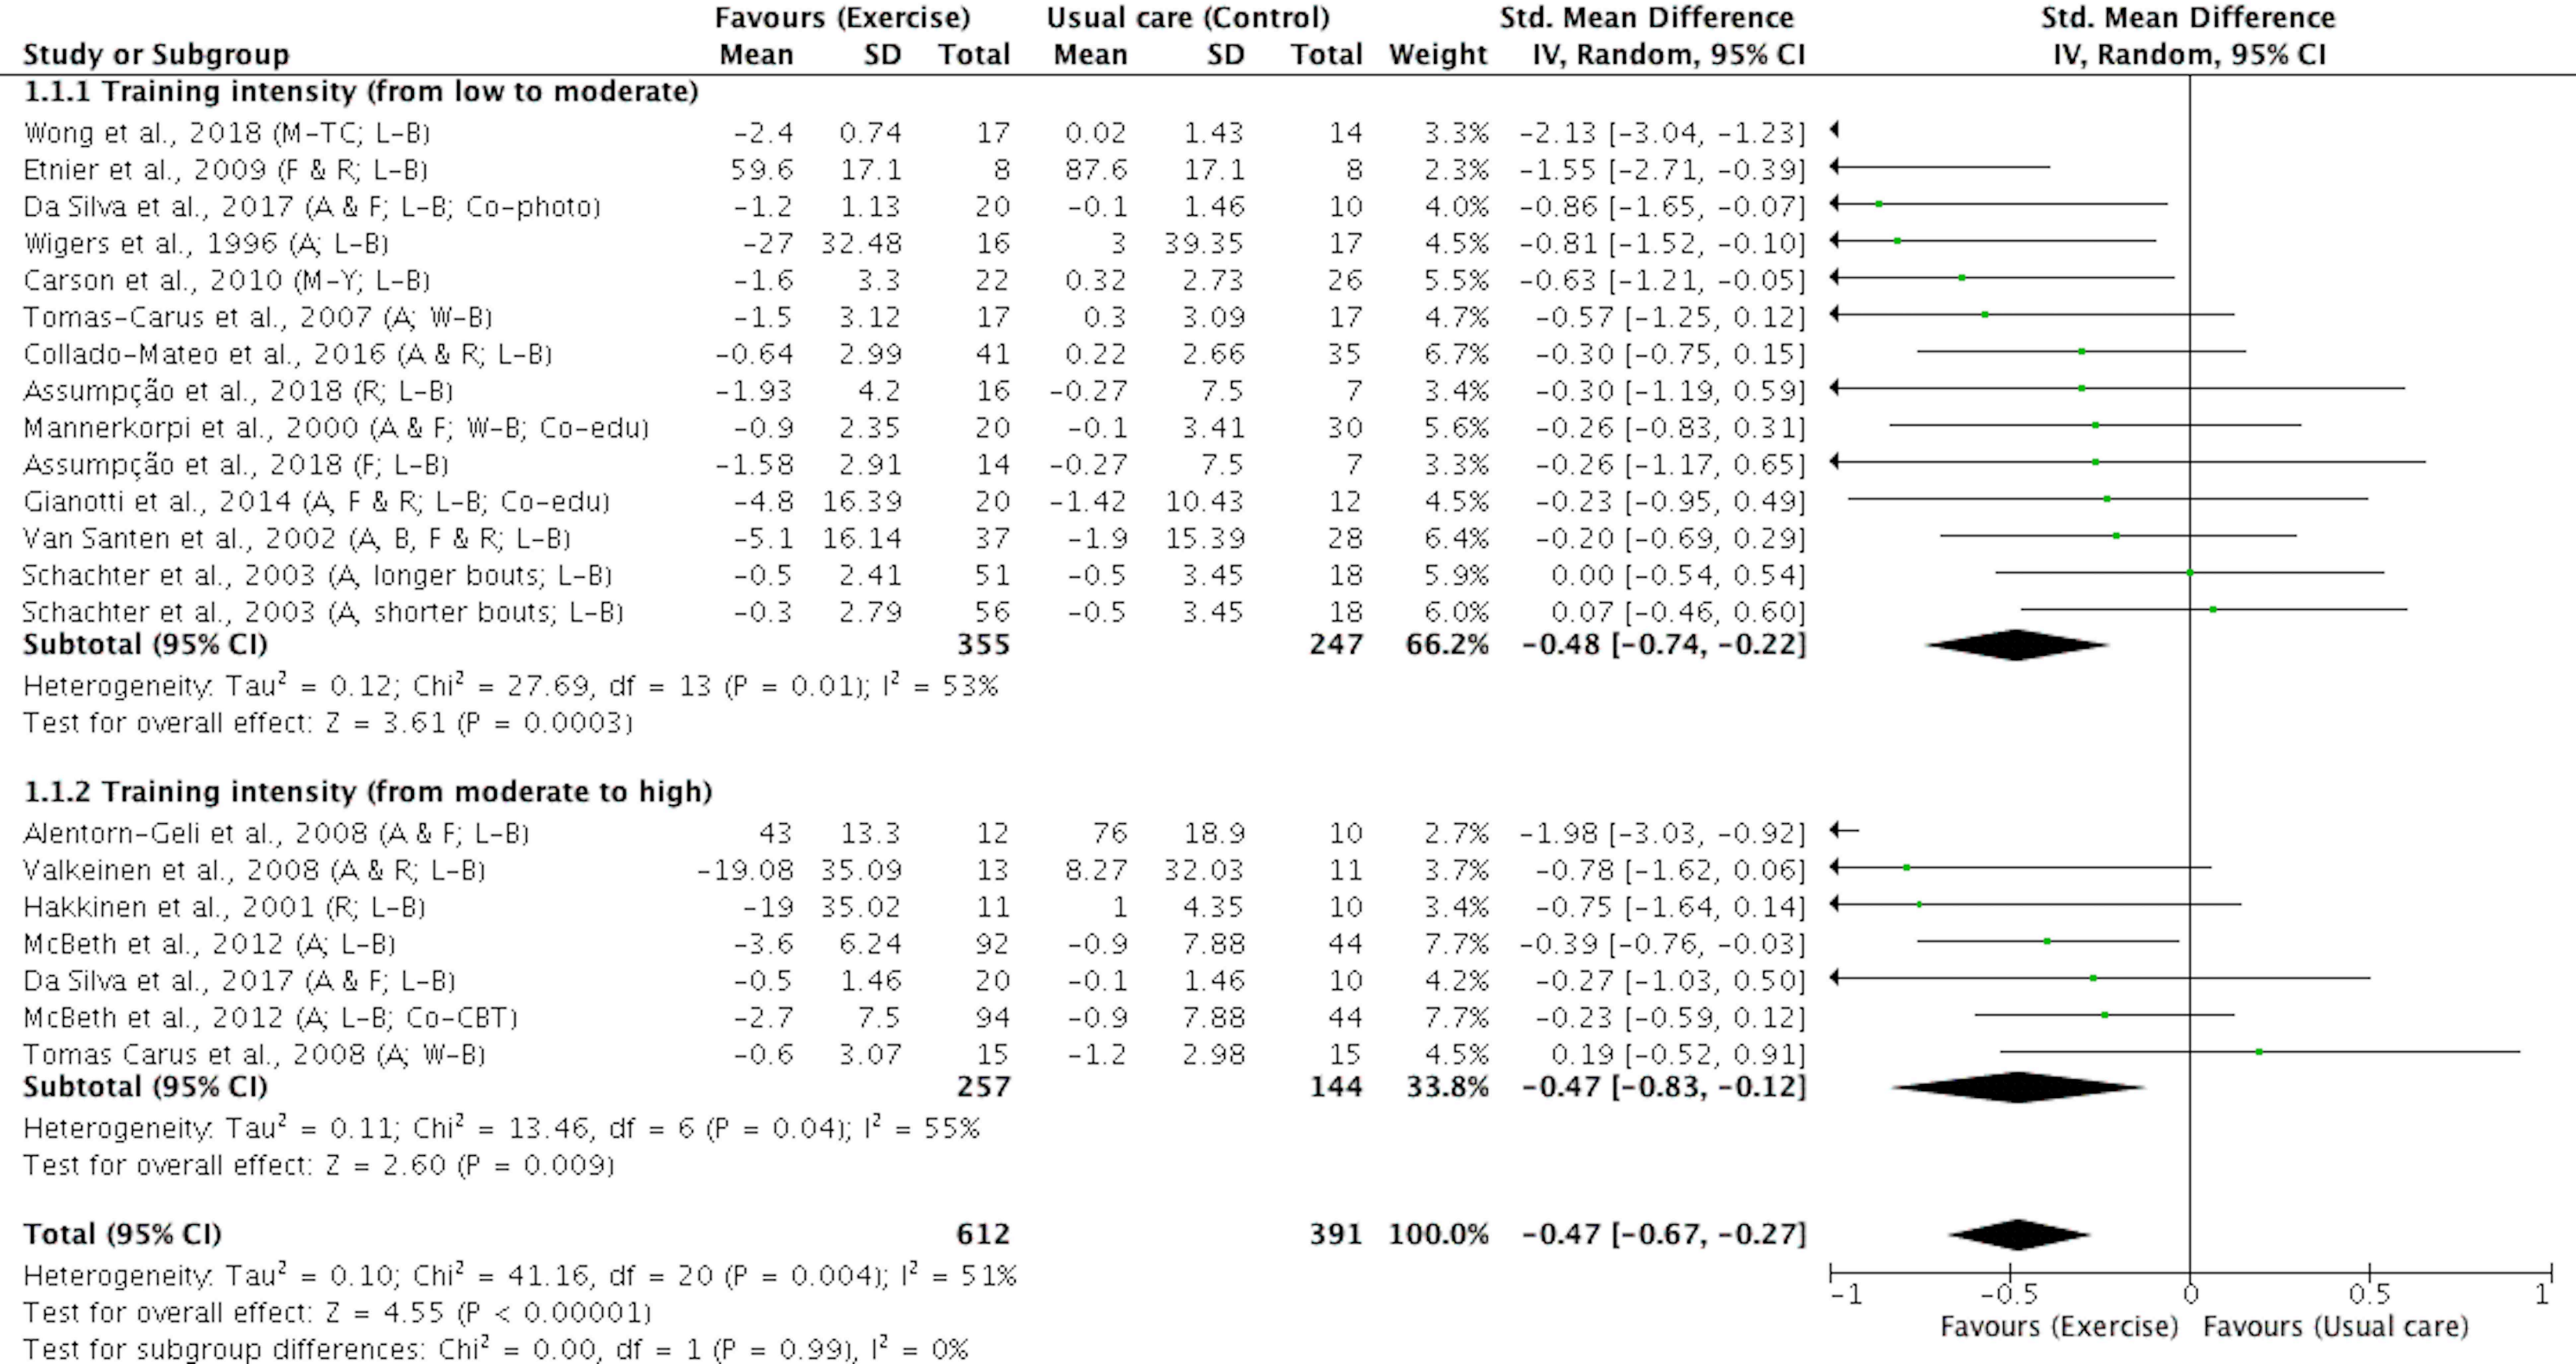 Favours (Exercise) Usual care (Control) Std. Mean Difference Std. Mean Difference
Study or Subgroup Mean SD Total Mean SD Total Weight IV, Random, 95% CI IV, Random, 95% CI
1.1.1 Training intensity (from low to moderate)
Wong et al., 2018 (M-TC; L-B) -2.4 0.74 17 0.02 1.43 14 3.3% -2.13 [-3.04, -1.23]
Etnier et al., 2009 (F & R; L-B) 59.6 17.1 8 87.6 17.1 8 2.3% -1.55 [-2.71, -0.39]
Da Silva et al., 2017 (A & F; L-B; Co-photo) -1.2 1.13 20 -0.1 1.46 10 4.0% -0.86 [-1.65, -0.07]
Wigers et al., 1996 (A; L-B) -27 32.48 16 3 39.35 17 4.5% -0.81 [-1.52, -0.10]
Carson et al., 2010 (M-Y; L-B) -1.6 3.3 22 0.32 2.73 26 5.5% -0.63 [-1.21, -0.05]
Tomas-Carus et al., 2007 (A; W-B) -1.5 3.12 17 0.3 3.09 17 4.7% -0.57 [-1.25, 0.12]
Collado-Mateo et al., 2016 (A & R; L-B) -0.64 2.99 41 0.22 2.66 35 6.7% -0.30 [-0.75, 0.15]
Assumpção et al., 2018 (R; L-B) -1.93 4.2 16 -0.27 7.5 7 3.4% -0.30 [-1.19, 0.59]
Mannerkorpi et al., 2000 (A & F; W-B; Co-edu) -0.9 2.35 20 -0.1 3.41 30 5.6% -0.26 [-0.83, 0.31]
Assumpção et al., 2018 (F; L-B) -1.58 2.91 14 -0.27 7.5 7 3.3% -0.26 [-1.17, 0.65]
Gianotti et al., 2014 (A, F & R; L-B; Co-edu) -4.8 16.39 20 -1.42 10.43 12 4.5% -0.23 [-0.95, 0.49]
Van Santen et al., 2002 (A, B, F & R; L-B) -5.1 16.14 37 -1.9 15.39 28 6.4% -0.20 [-0.69, 0.29]
Schachter et al., 2003 (A, longer bouts; L-B) -0.5 2.41 51 -0.5 3.45 18 5.9% 0.00 [-0.54, 0.54]
Schachter et al., 2003 (A, shorter bouts; L-B) -0.3 2.79 56 -0.5 3.45 18 6.0% 0.07 [-0.46, 0.60]
Subtotal (95% CI) 355 247 66.2% -0.48 [-0.74, -0.22]
Heterogeneity: Tau² = 0.12; Chi² = 27.69, df = 13 (P = 0.01); I² = 53%
Test for overall effect: Z = 3.61 (P = 0.0003)
1.1.2 Training intensity (from moderate to high)
Alentorn-Geli et al., 2008 (A & F; L-B) 43 13.3 12 76 18.9 10 2.7% -1.98 [-3.03, -0.92]
Valkeinen et al., 2008 (A & R; L-B) -19.08 35.09 13 8.27 32.03 11 3.7% -0.78 [-1.62, 0.06]
Hakkinen et al., 2001 (R; L-B) -19 35.02 11 1 4.35 10 3.4% -0.75 [-1.64, 0.14]
McBeth et al., 2012 (A; L-B) -3.6 6.24 92 -0.9 7.88 44 7.7% -0.39 [-0.76, -0.03]
Da Silva et al., 2017 (A & F; L-B) -0.5 1.46 20 -0.1 1.46 10 4.2% -0.27 [-1.03, 0.50]
McBeth et al., 2012 (A; L-B; Co-CBT) -2.7 7.5 94 -0.9 7.88 44 7.7% -0.23 [-0.59, 0.12]
Tomas Carus et al., 2008 (A; W-B) -0.6 3.07 15 -1.2 2.98 15 4.5% 0.19 [-0.52, 0.91]
Subtotal (95% CI) 257 144 33.8% -0.47 [-0.83, -0.12]
Heterogeneity: Tau² = 0.11; Chi² = 13.46, df = 6 (P = 0.04); I² = 55%
Test for overall effect: Z = 2.60 (P = 0.009)
Total (95% CI) 612 391 100.0% -0.47 [-0.67, -0.27]
Heterogeneity: Tau² = 0.10; Chi² = 41.16, df = 20 (P = 0.004); I² = 51%
Test for overall effect: Z = 4.55 (P < 0.00001)
Test for subgroup differences: Chi² = 0.00, df = 1 (P = 0.99), I² = 0%
-1 -0.5 0 0.5 1
Favours (Exercise) Favours (Usual care)